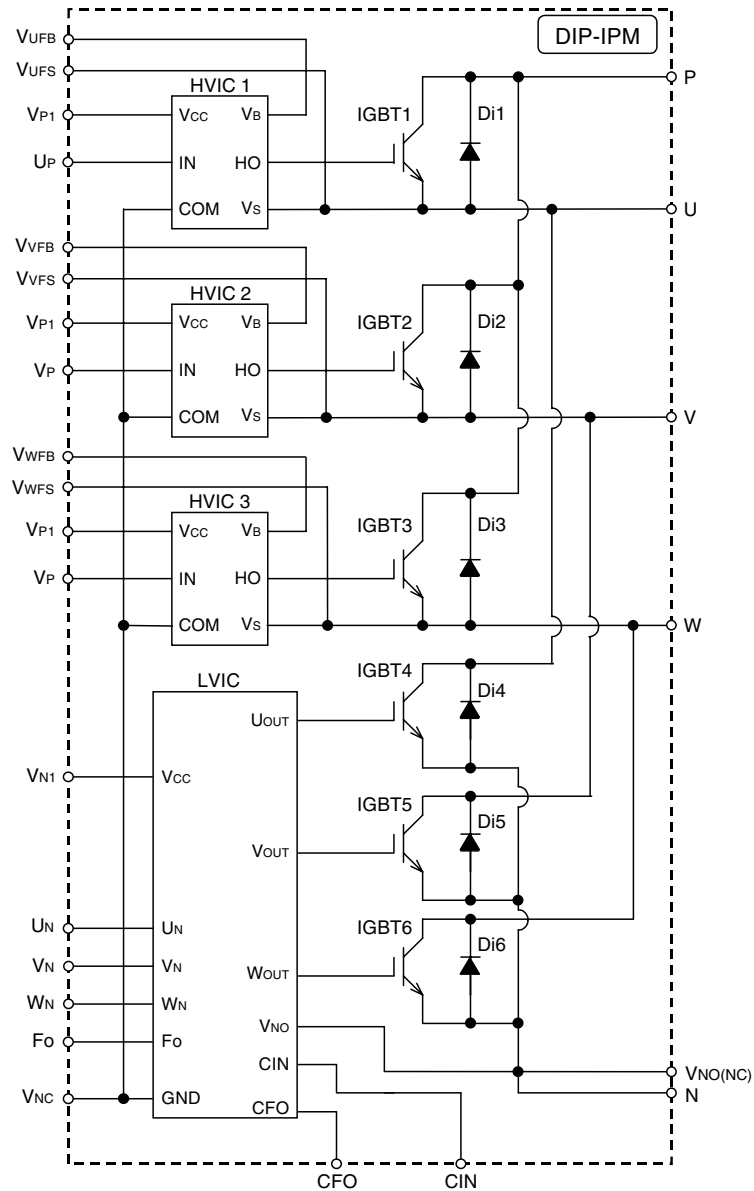 DIP-IPM
VUFB
VUFS
HVIC 1
P
VP1
VCC
VB
IGBT1
Di1
UP
IN
HO
COM
VS
U
VVFB
VVFS
HVIC 2
VP1
VCC
VB
IGBT2
Di2
VP
IN
HO
COM
VS
V
VWFB
VWFS
HVIC 3
VP1
VCC
VB
IGBT3
Di3
VP
IN
HO
COM
VS
W
LVIC
IGBT4
Di4
UOUT
VN1
VCC
IGBT5
Di5
VOUT
UN
UN
IGBT6
Di6
VN
VN
WOUT
WN
WN
VNO
FO
FO
CIN
VNO(NC)
N
VNC
GND
CFO
CFO
CIN